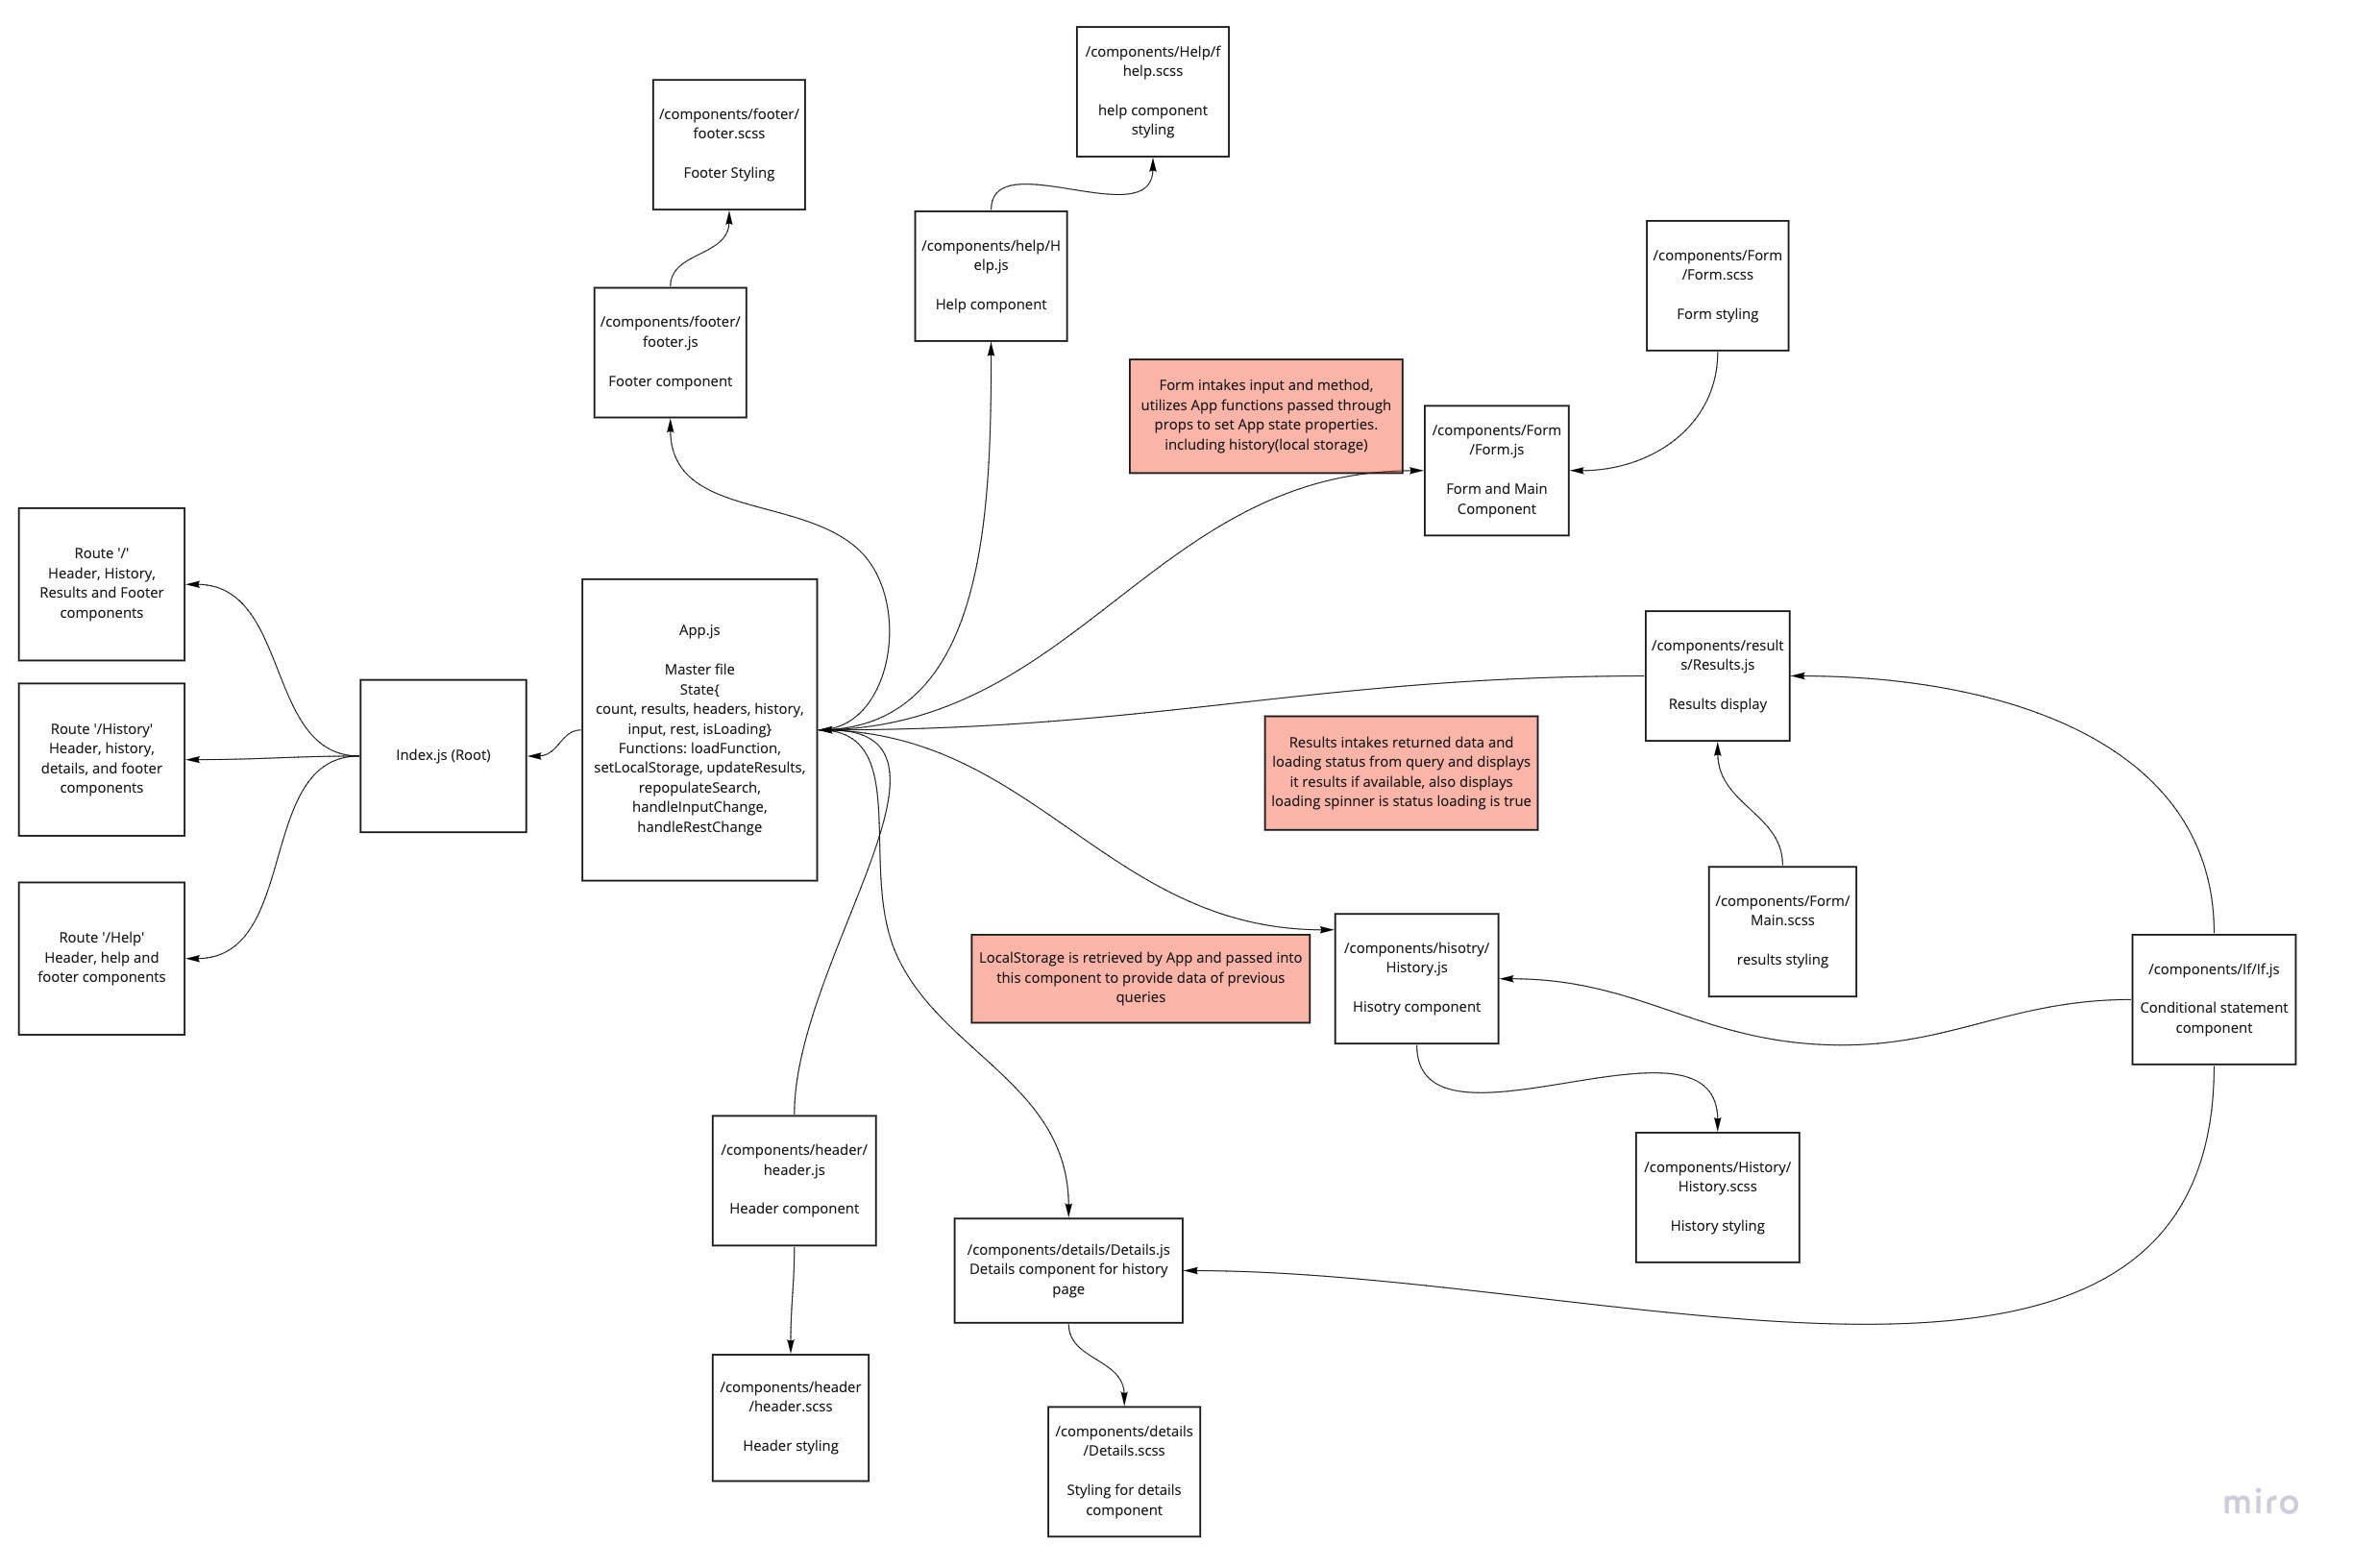 /components/Help/f
help.scss
help component
styling
/components/footer/
footer.scss
Footer Styling
/components/help/H
elp.js
Help component
/components/Form
/Form.scss
Form styling
/components/footer/
footer.js
Footer component
Form intakes input and method,
utilizes App functions passed through
props to set App state properties.
including history(local storage)
/components/Form
/Form.js
Form and Main
Component
Route '/'
Header, History,
Results and Footer
components
Route '/History'
Header, history,
details, and footer
components
Route '/Help'
Header, help and
footer components
Index.js (Root)
App.js
Master file
State{
count, results, headers, history,
input, rest, isLoading}
Functions: loadFunction,
setLocalStorage, updateResults,
repopulateSearch,
handleInputChange,
handleRestChange
/components/result
s/Results.js
Results display
Results intakes returned data and
loading status from query and displays
it results if available, also displays
loading spinner is status loading is true
/components/Form/
Main.scss
results styling
LocalStorage is retrieved by App and passed into
this component to provide data of previous
queries
/components/hisotry/
History.js
Hisotry component
/components/If/If.js
Conditional statement
component
/components/header/
header.js
Header component
/components/History/
History.scss
History styling
/components/details/Details.js
Details component for history
page
/components/header
/header.scss
Header styling
/components/details
/Details.scss
Styling for details
component
miro